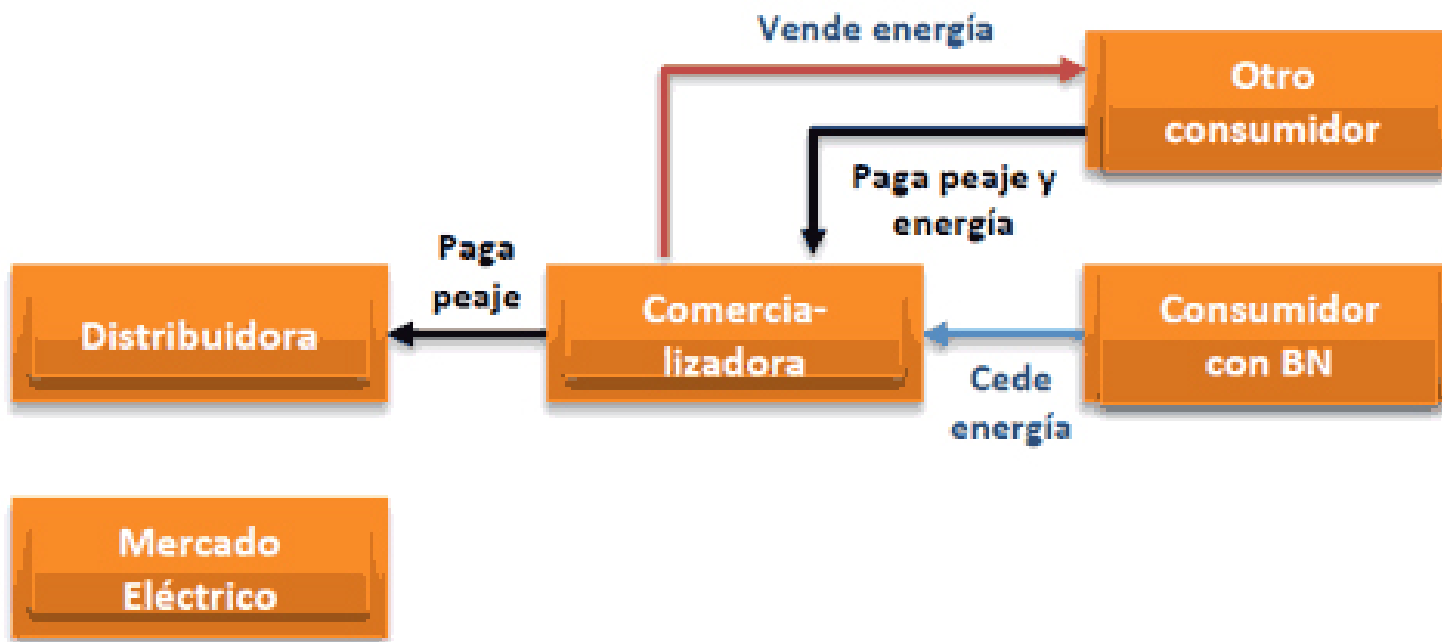 Vende energía
Otro
consumidor
Paga peaje y
energía
Paga
peaje
Distribuidora
Comercia-
lizadora
Consumidor
con BN
Cede
energía
Mercado
Eléctrico